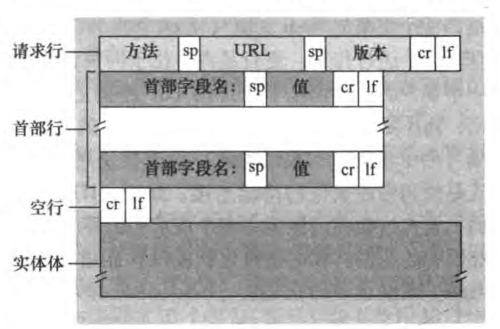 请求行 方法 sp URL sp 版本 cr lf
首部字段名: sp 值 cr lf
首部行
首部字段名: sp 值 cr lf
空行 cr lf
实体体